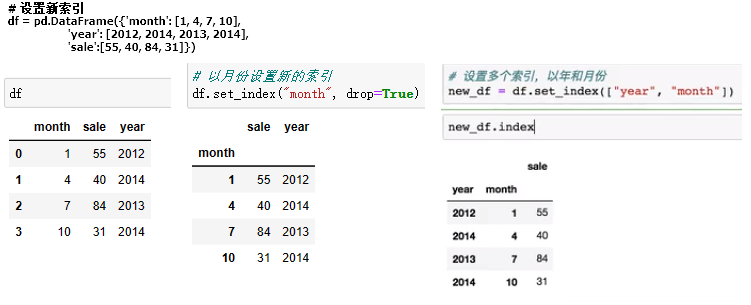 # 设置新索引
df = pd.DataFrame({'month': [1, 4, 7, 10],
'year': [2012, 2014, 2013, 2014],
'sale':[55, 40, 84, 31]})
df
month sale year
0 1 55 2012
1 4 40 2014
2 7 84 2013
3 10 31 2014
# 以月份设置新的索引
df.set_index("month", drop=True)
sale year
month
1 55 2012
4 40 2014
7 84 2013
10 31 2014
# 设置多个索引, 以年和月份
new_df = df.set_index(["year", "month"])
new_df.index
sale
year month
2012 1 55
2014 4 40
2013 7 84
2014 10 31